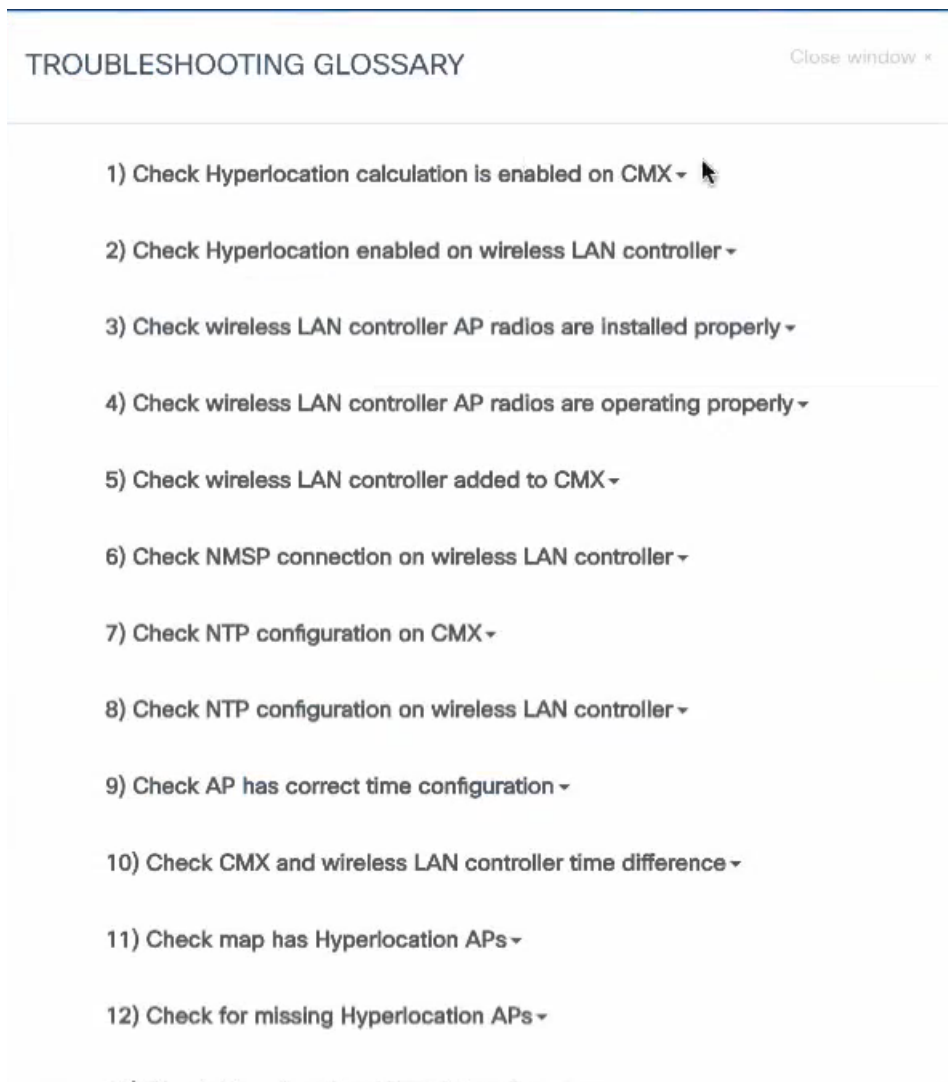 TROUBLESHOOTING GLOSSARY
Close window ×
1) Check Hyperlocation calculation is enabled on CMX
2) Check Hyperlocation enabled on wireless LAN controller
3) Check wireless LAN controller AP radios are installed properly
4) Check wireless LAN controller AP radios are operating properly
5) Check wireless LAN controller added to CMX
6) Check NMSP connection on wireless LAN controller
7) Check NTP configuration on CMX
8) Check NTP configuration on wireless LAN controller
9) Check AP has correct time configuration
10) Check CMX and wireless LAN controller time difference
11) Check map has Hyperlocation APs
12) Check for missing Hyperlocation APs